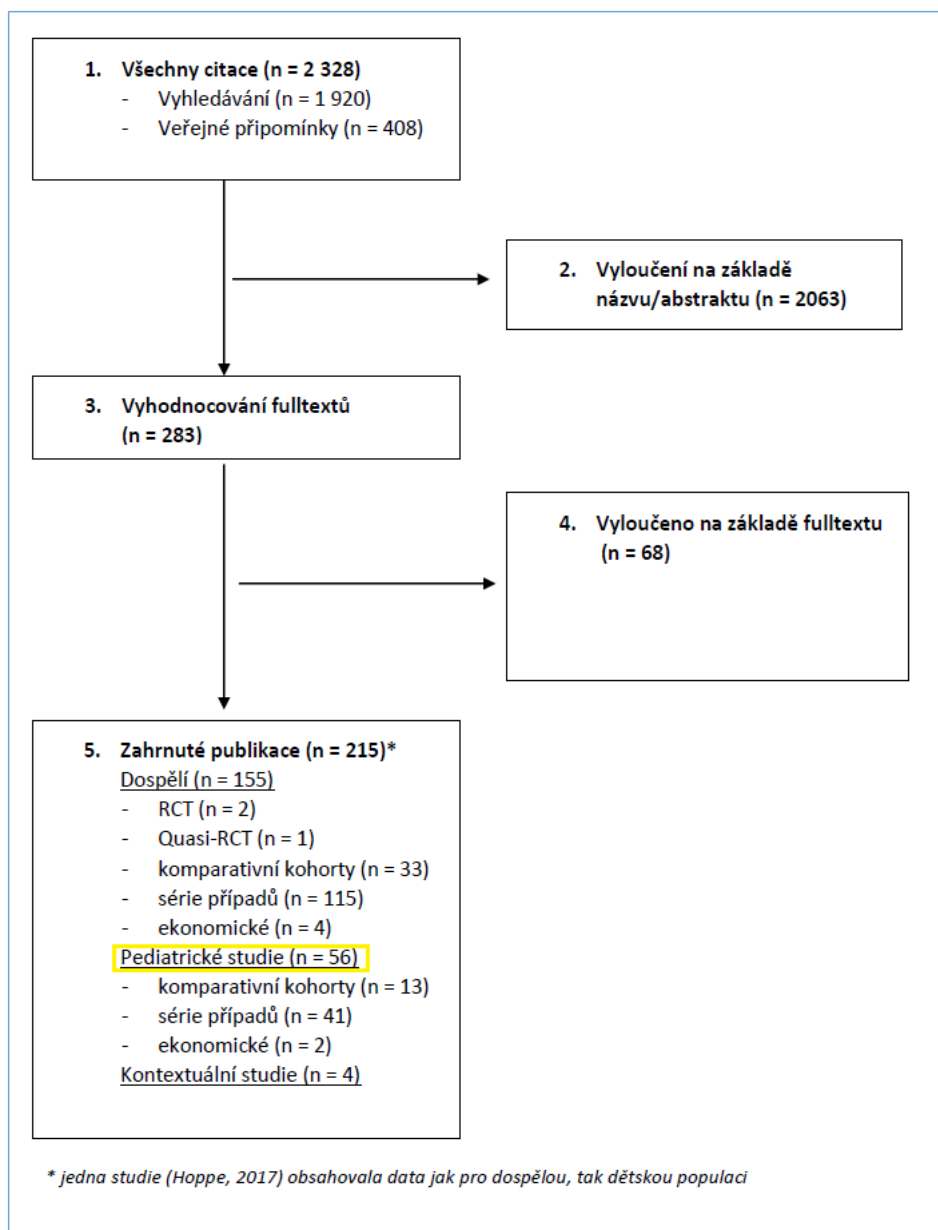 1. Všechny citace (n = 2 328)
- Vyhledávání (n = 1 920)
- Veřejné připomínky (n = 408)
2. Vyloučení na základě
názvu/abstraktu (n = 2063)
3. Vyhodnocování fulltextů
(n = 283)
4. Vyloučeno na základě fulltextu
(n = 68)
5. Zahrnuté publikace (n = 215)*
Dospělí (n = 155)
- RCT (n = 2)
- Quasi-RCT (n = 1)
- komparativní kohorty (n = 33)
- série případů (n = 115)
- ekonomické (n = 4)
Pediatrické studie (n = 56)
- komparativní kohorty (n = 13)
- série případů (n = 41)
- ekonomické (n = 2)
Kontextuální studie (n = 4)
* jedna studie (Hoppe, 2017) obsahovala data jak pro dospělou, tak dětskou populaci